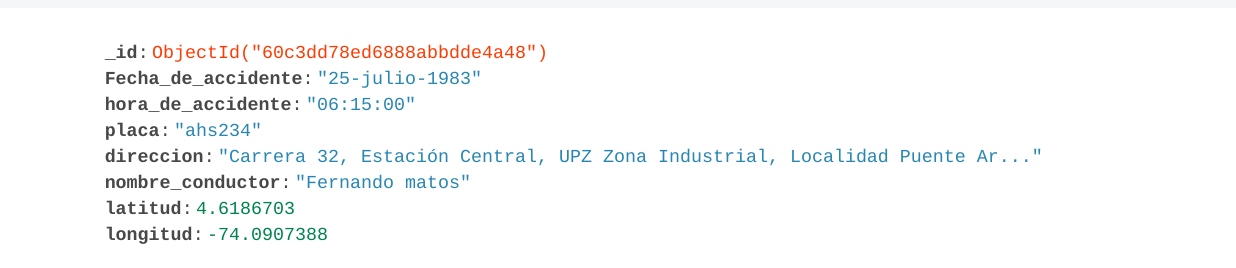 _id: ObjectId("60c3dd78ed6888abbdde4a48")
Fecha_de_accidente: "25-julio-1983"
hora_de_accidente: "06:15:00"
placa: "ahs234"
direccion: "Carrera 32, Estación Central, UPZ Zona Industrial, Localidad Puente Ar..."
nombre_conductor: "Fernando matos"
latitud: 4.6186703
longitud: -74.0907388